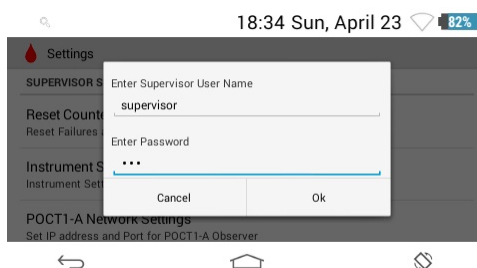 18:34 Sun, April 23 82%
Settings
SUPERVISOR S
Enter Supervisor User Name
supervisor
Reset Counte
Reset Failures
Enter Password
•••
Instrument S
Instrument Sett
Cancel Ok
POCT1-A Network Settings
Set IP address and Port for POCT1-A Observer